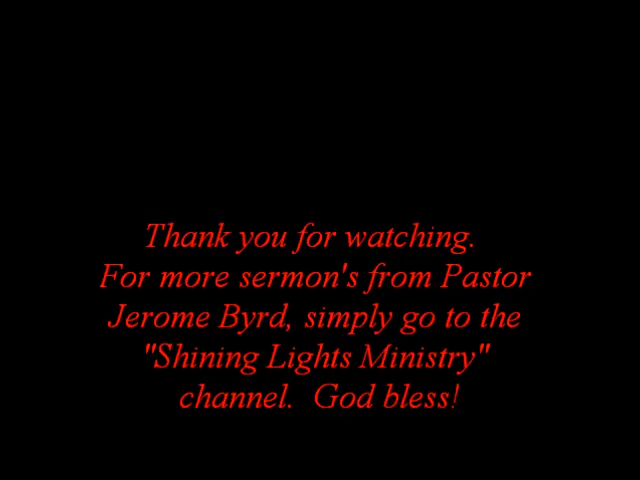 Thank you for watching.
For more sermon's from Pastor
Jerome Byrd, simply go to the
"Shining Lights Ministry"
channel.  God bless!